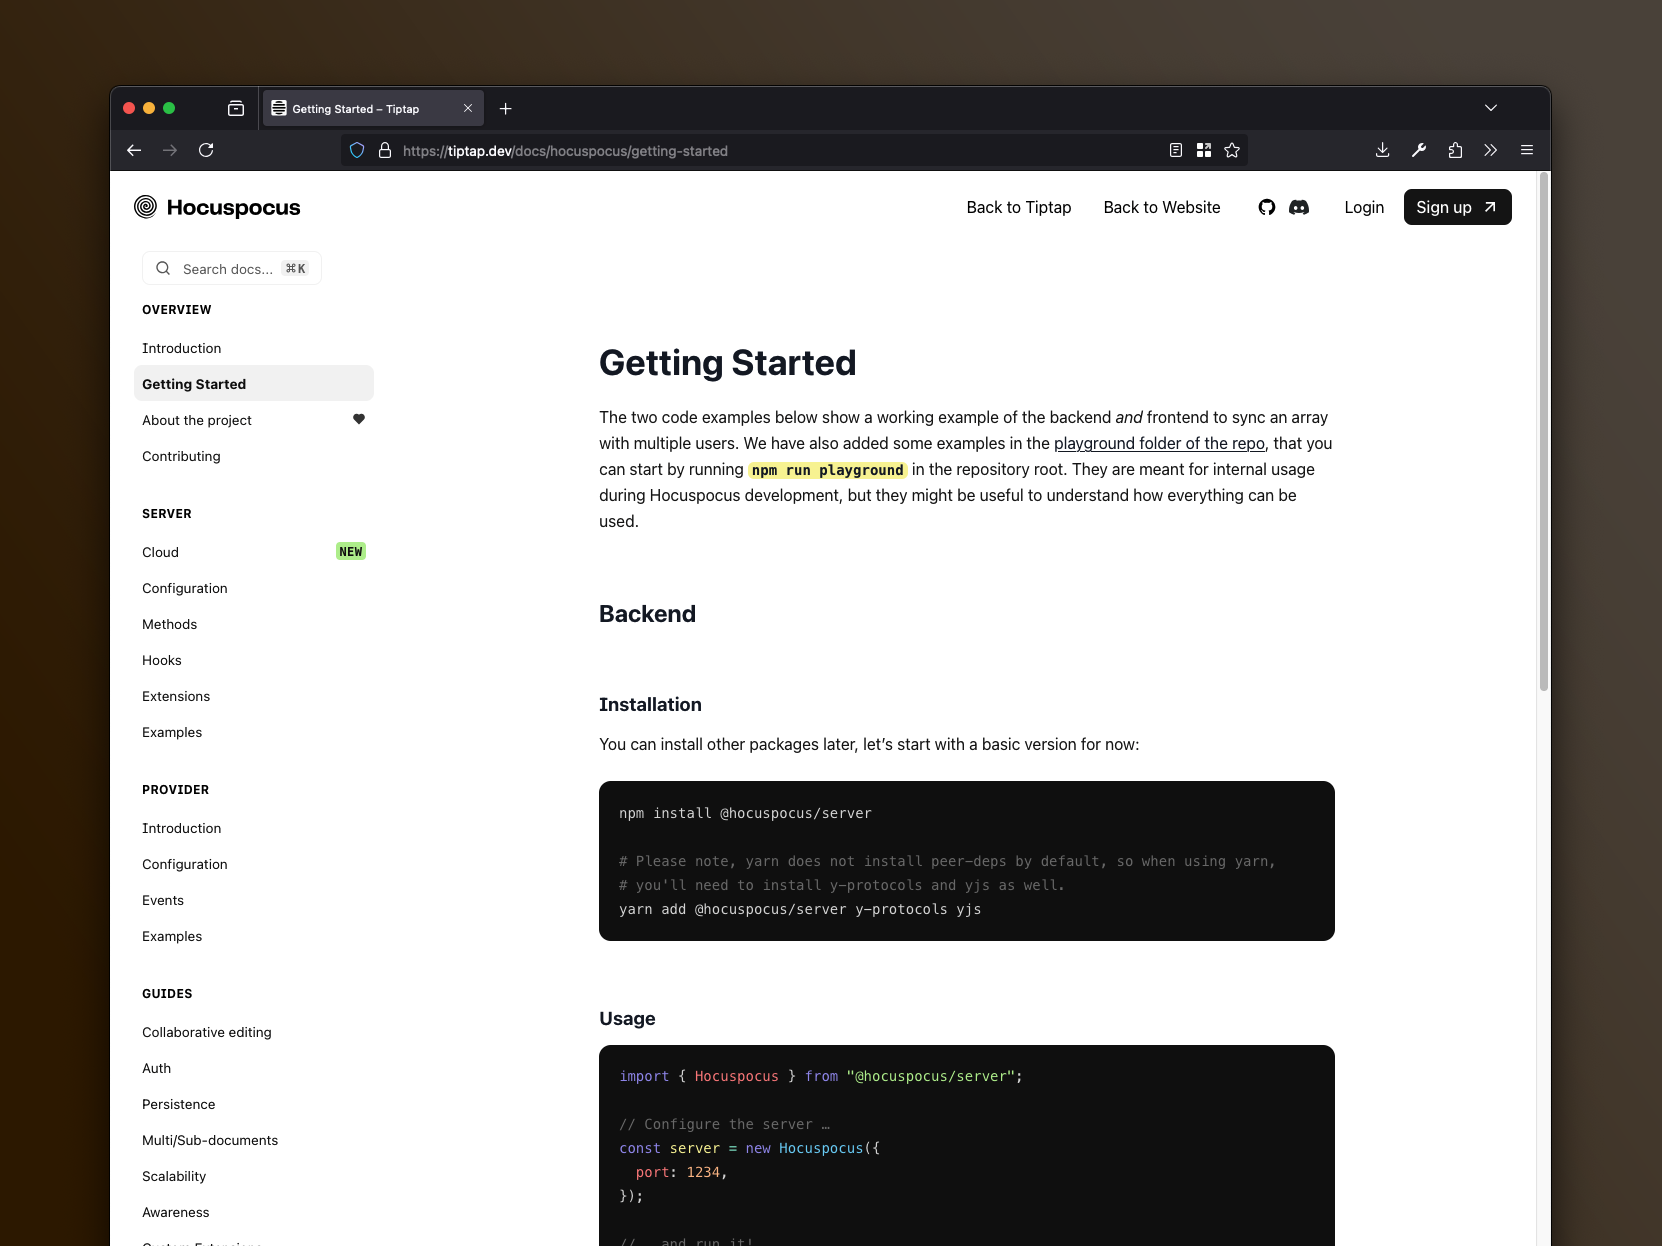 Getting Started – Tiptap
https://tiptap.dev/docs/hocuspocus/getting-started
Hocuspocus
Back to Tiptap
Back to Website
Login
Sign up
Search docs... ⌘K
OVERVIEW
Introduction
Getting Started
About the project
Contributing
SERVER
Cloud NEW
Configuration
Methods
Hooks
Extensions
Examples
PROVIDER
Introduction
Configuration
Events
Examples
GUIDES
Collaborative editing
Auth
Persistence
Multi/Sub-documents
Scalability
Awareness
Getting Started
The two code examples below show a working example of the backend and frontend to sync an array
with multiple users. We have also added some examples in the playground folder of the repo, that you
can start by running npm run playground in the repository root. They are meant for internal usage
during Hocuspocus development, but they might be useful to understand how everything can be
used.
Backend
Installation
You can install other packages later, let’s start with a basic version for now:
npm install @hocuspocus/server
# Please note, yarn does not install peer-deps by default, so when using yarn,
# you'll need to install y-protocols and yjs as well.
yarn add @hocuspocus/server y-protocols yjs
Usage
import { Hocuspocus } from "@hocuspocus/server";
// Configure the server …
const server = new Hocuspocus({
port: 1234,
});
// … and run it!